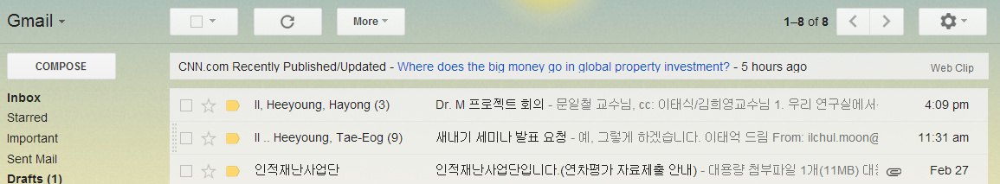 Gmail More 1–8 of 8
COMPOSE
CNN.com Recently Published/Updated - Where does the big money go in global property investment? - 5 hours ago Web Clip
Inbox
Starred
Important
Sent Mail
Drafts (1)
Il, Heeyoung, Hayong (3) Dr. M 프로젝트 회의 - 문일철 교수님, cc: 이태식/김희영교수님 1. 우리 연구실에서 4:09 pm
Il .. Heeyoung, Tae-Eog (9) 새내기 세미나 발표 요청 - 예, 그렇게 하겠습니다. 이태억 드림 From: ilchul.moon@ 11:31 am
인적재난사업단 인적재난사업단입니다.(연차평가 자료제출 안내) - 대용량 첨부파일 1개(11MB) Feb 27